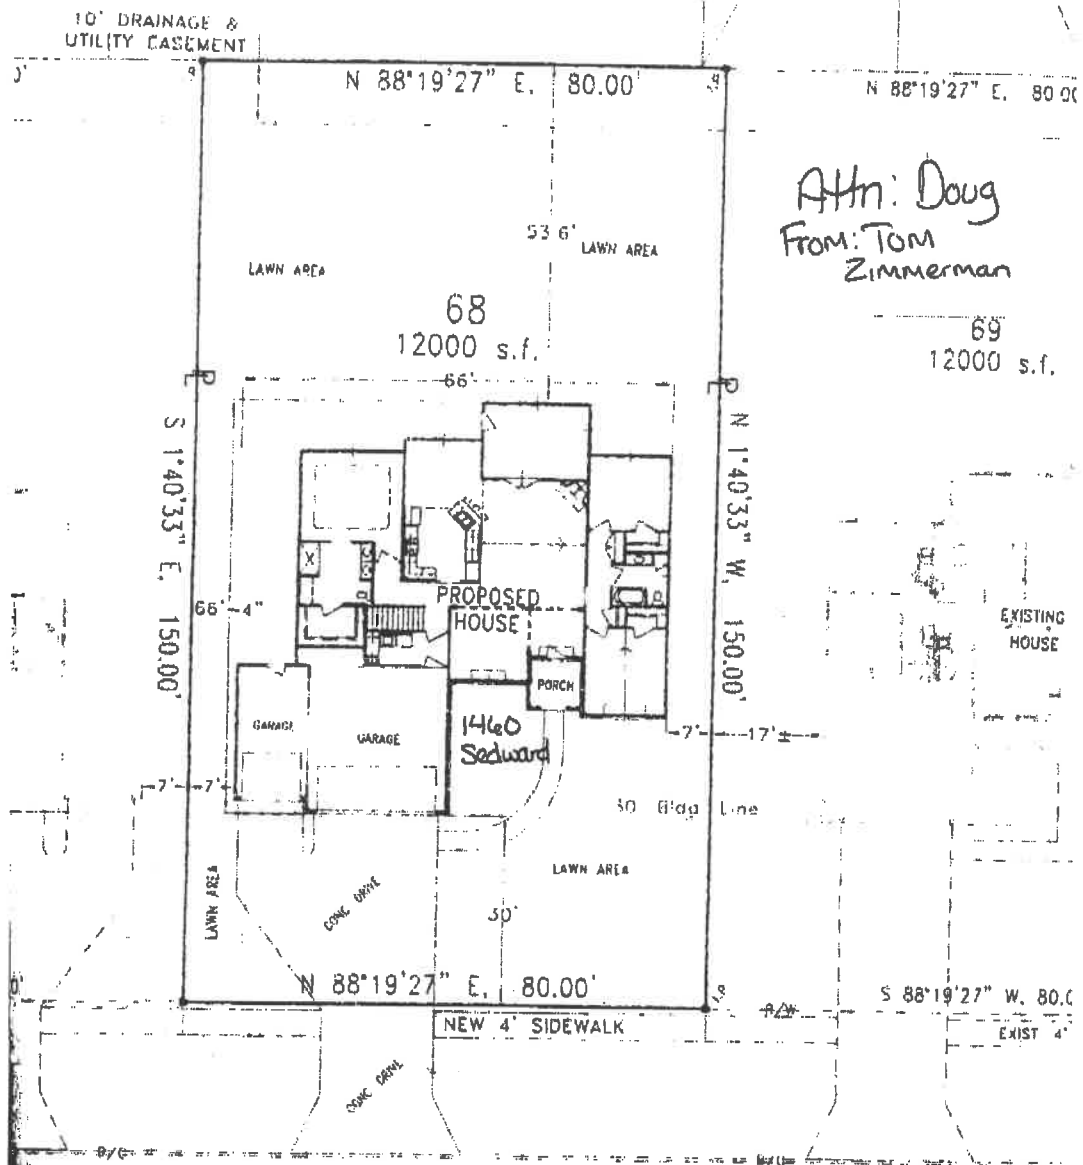 10' DRAINAGE &
UTILITY EASEMENT
N 88°19'27" E, 80.00'
N 88°19'27" E, 80.00
Attn: Doug
From: Tom
Zimmerman
53.6'
LAWN AREA
LAWN AREA
68
12000 s.f.
69
12000 s.f.
66'
S 1°40'33" E, 150.00'
N 1°40'33" W, 150.00'
66'-4"
PROPOSED
HOUSE
EXISTING
HOUSE
PORCH
GARAGE
GARAGE
1460
Sedward
7'
17'±
7'
7'
30' Bldg Line
LAWN AREA
LAWN AREA
CONC DRIVE
30'
N 88°19'27" E, 80.00'
S 88°19'27" W, 80.0
R/W
NEW 4' SIDEWALK
EXIST 4'
CONC DRIVE
B/C
B/C